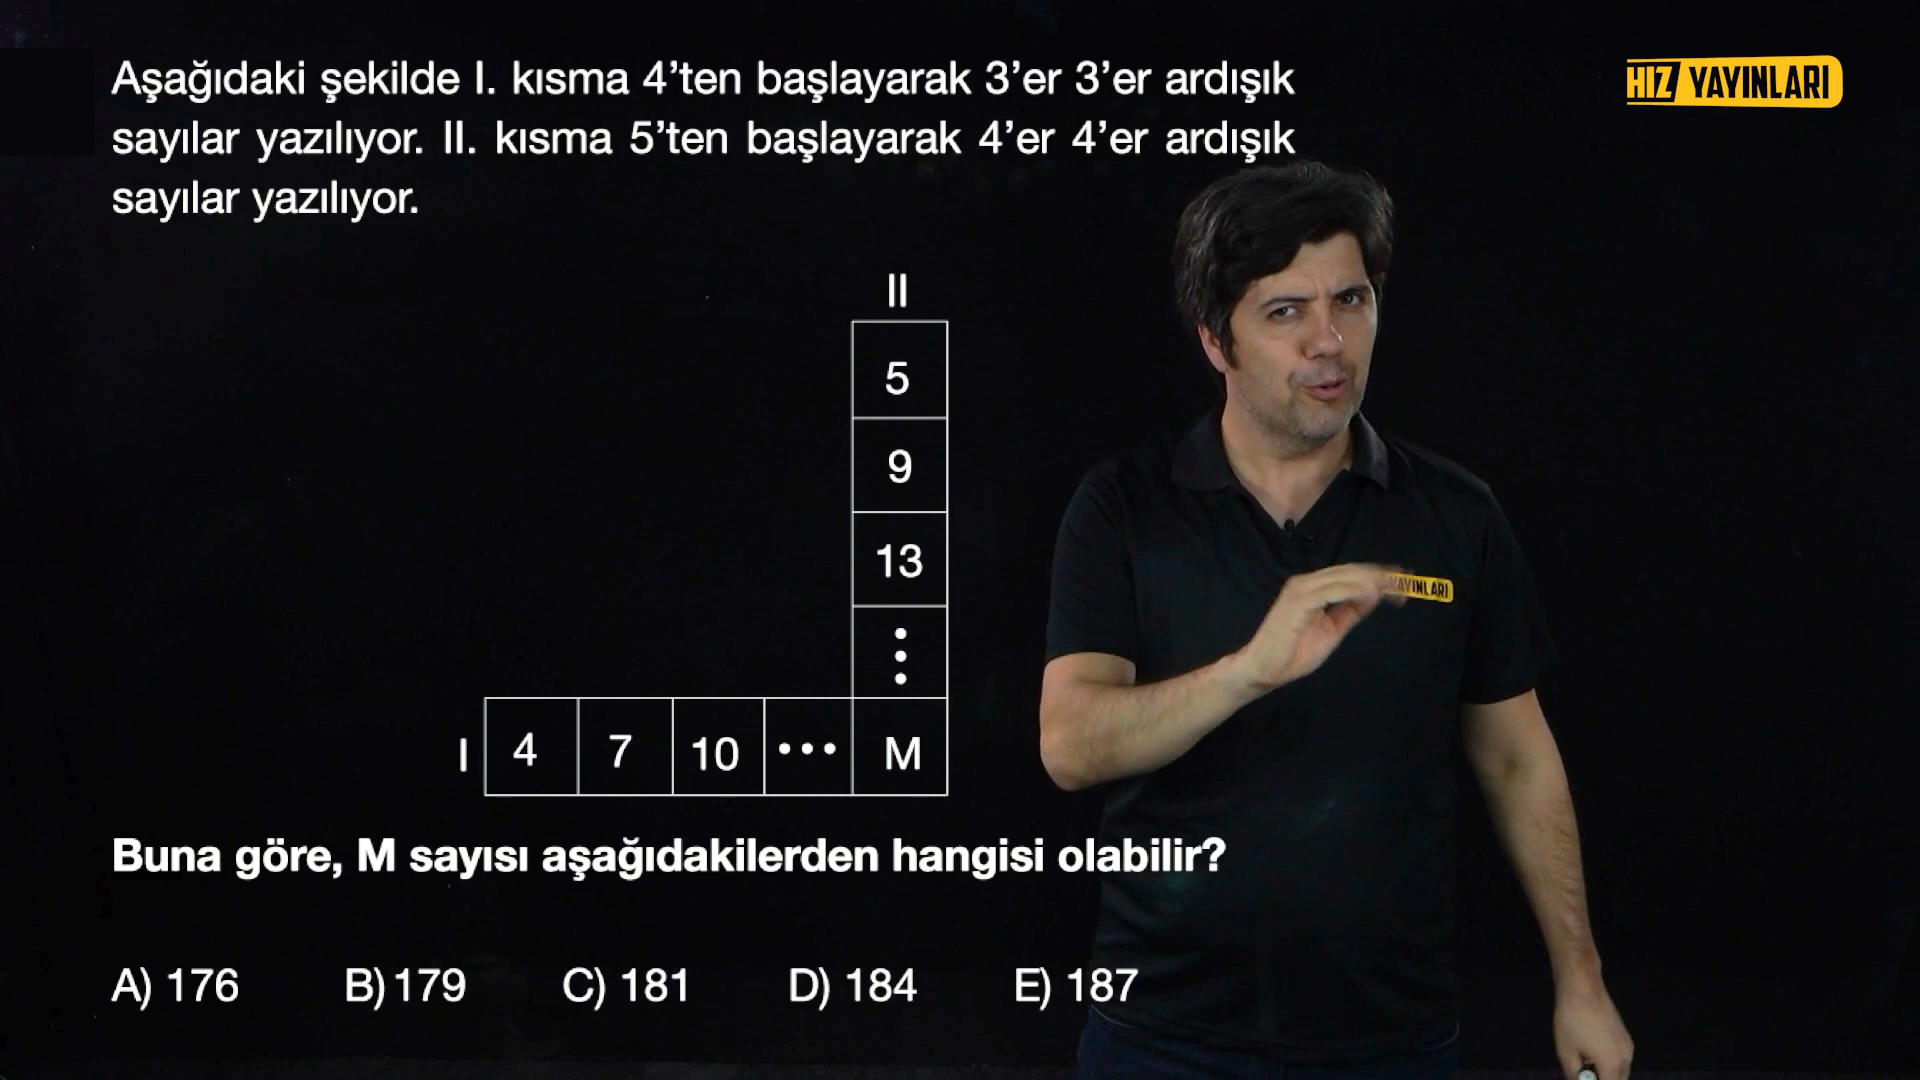 HIZ YAYINLARI
Aşağıdaki şekilde I. kısma 4’ten başlayarak 3’er 3’er ardışık
sayılar yazılıyor. II. kısma 5’ten başlayarak 4’er 4’er ardışık
sayılar yazılıyor.
II
5
9
13
YAYINLARI
I 4 7 10 ••• M
Buna göre, M sayısı aşağıdakilerden hangisi olabilir?
A) 176 B) 179 C) 181 D) 184 E) 187